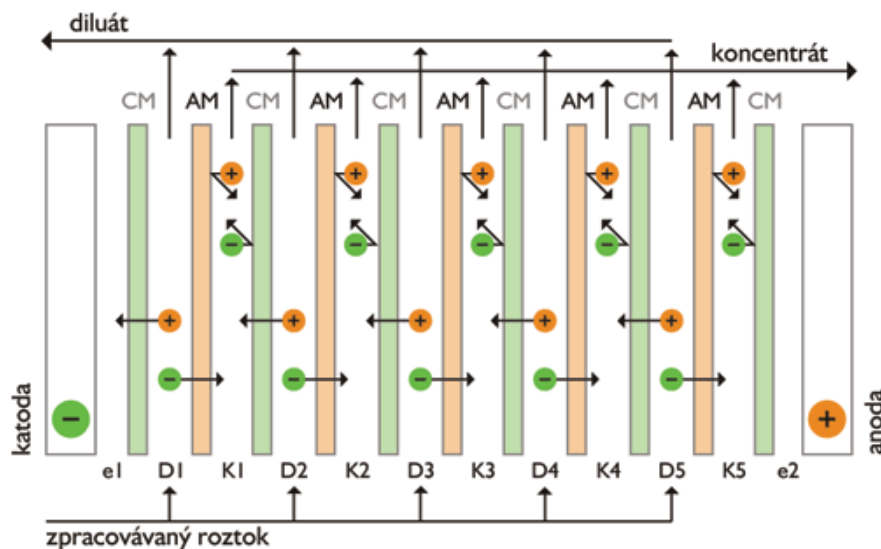 diluát
koncentrát
CM AM CM AM CM AM CM AM CM AM CM
+ + + + +
− − − − −
+ + + + +
− − − − −
katoda
−
+
anoda
e1 D1 K1 D2 K2 D3 K3 D4 K4 D5 K5 e2
zpracovávaný roztok